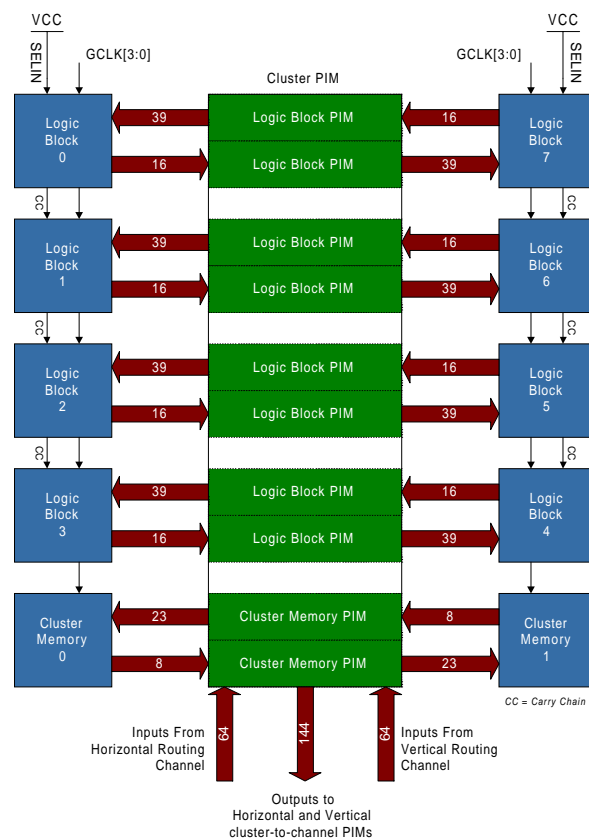 VCC
VCC
SELIN
GCLK[3:0]
GCLK[3:0]
SELIN
Cluster PIM
Logic
Block
0
39
Logic Block PIM
16
Logic
Block
7
16
Logic Block PIM
39
CC
CC
Logic
Block
1
39
Logic Block PIM
16
Logic
Block
6
16
Logic Block PIM
39
CC
CC
Logic
Block
2
39
Logic Block PIM
16
Logic
Block
5
16
Logic Block PIM
39
CC
CC
Logic
Block
3
39
Logic Block PIM
16
Logic
Block
4
16
Logic Block PIM
39
Cluster
Memory
0
23
Cluster Memory PIM
8
Cluster
Memory
1
8
Cluster Memory PIM
23
CC = Carry Chain
Inputs From
Horizontal Routing
Channel
64
144
64
Inputs From
Vertical Routing
Channel
Outputs to
Horizontal and Vertical
cluster-to-channel PIMs